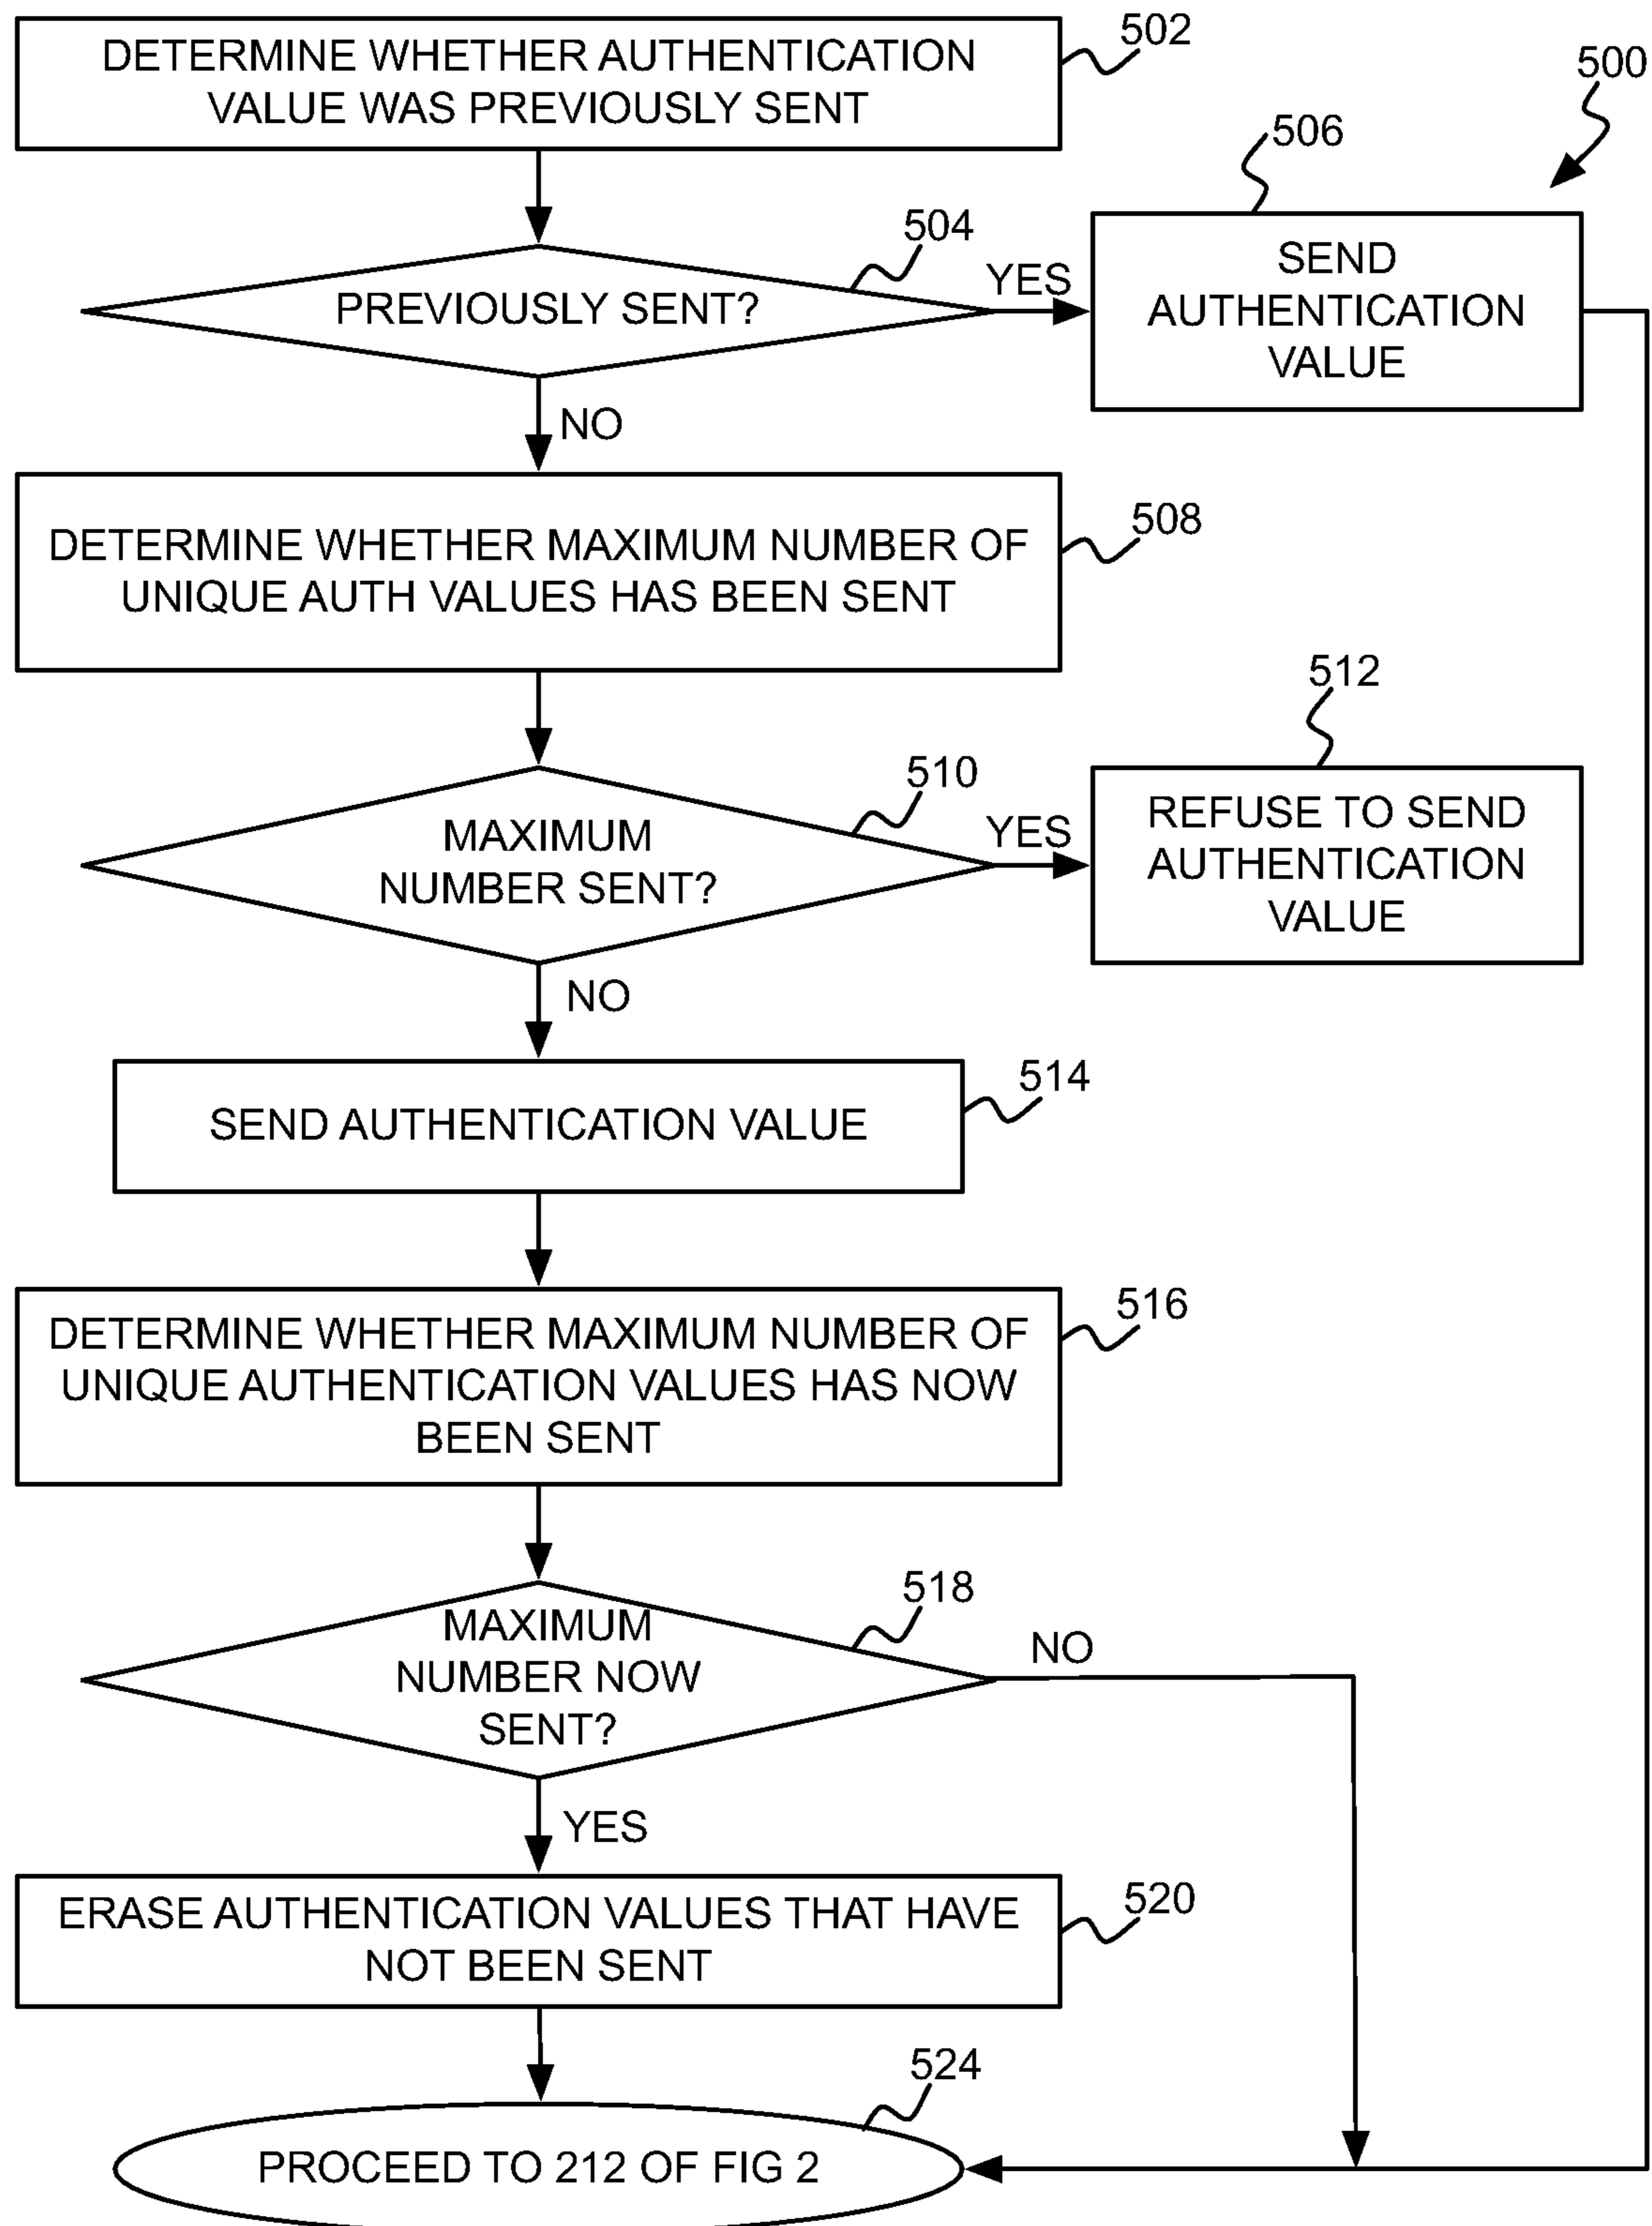 DETERMINE WHETHER AUTHENTICATION
VALUE WAS PREVIOUSLY SENT
502
500
506
504
PREVIOUSLY SENT?
YES
SEND
AUTHENTICATION
VALUE
NO
DETERMINE WHETHER MAXIMUM NUMBER OF
UNIQUE AUTH VALUES HAS BEEN SENT
508
512
510
MAXIMUM
NUMBER SENT?
YES
REFUSE TO SEND
AUTHENTICATION
VALUE
NO
514
SEND AUTHENTICATION VALUE
516
DETERMINE WHETHER MAXIMUM NUMBER OF
UNIQUE AUTHENTICATION VALUES HAS NOW
BEEN SENT
518
MAXIMUM
NUMBER NOW
SENT?
NO
YES
520
ERASE AUTHENTICATION VALUES THAT HAVE
NOT BEEN SENT
524
PROCEED TO 212 OF FIG 2